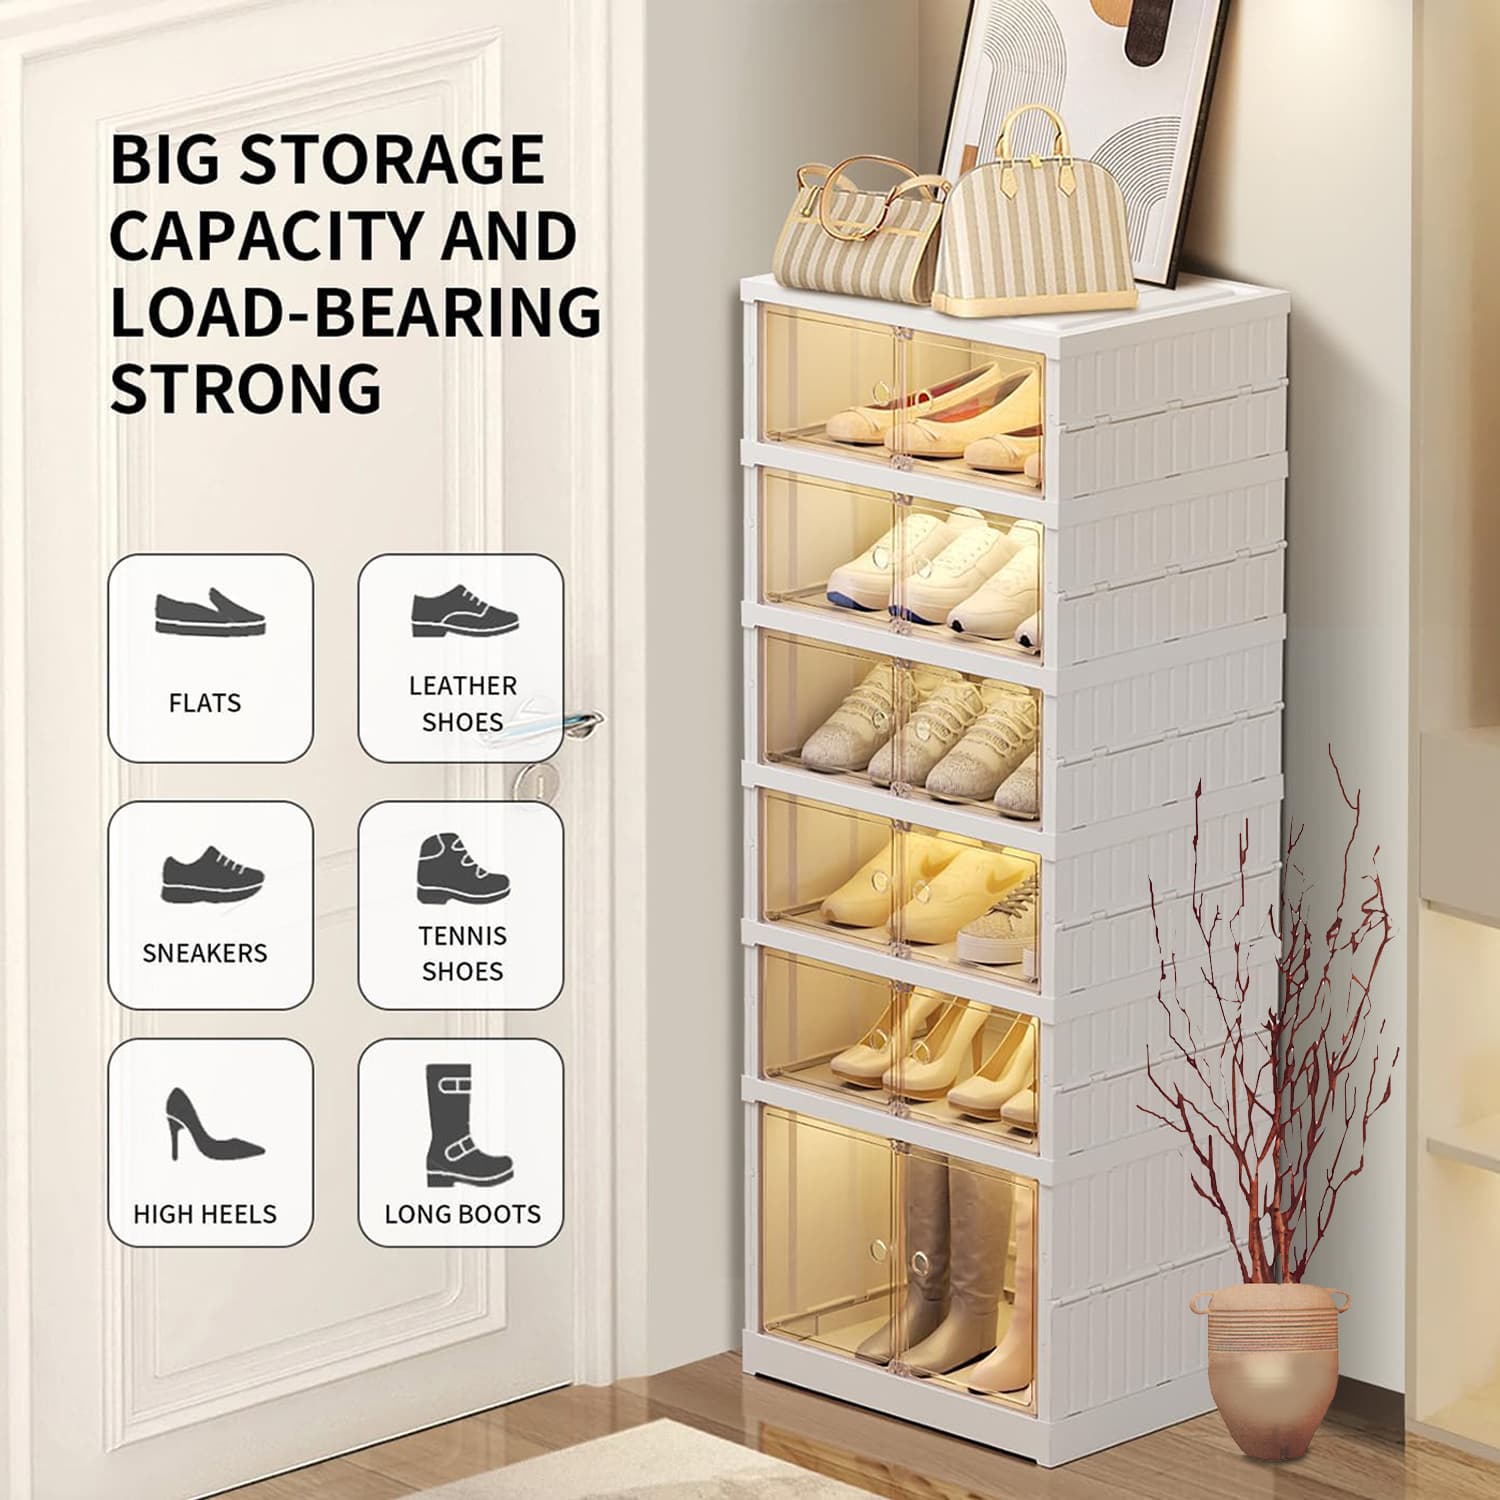 BIG STORAGE
CAPACITY AND
LOAD-BEARING
STRONG
FLATS
LEATHER
SHOES
SNEAKERS
TENNIS
SHOES
HIGH HEELS
LONG BOOTS